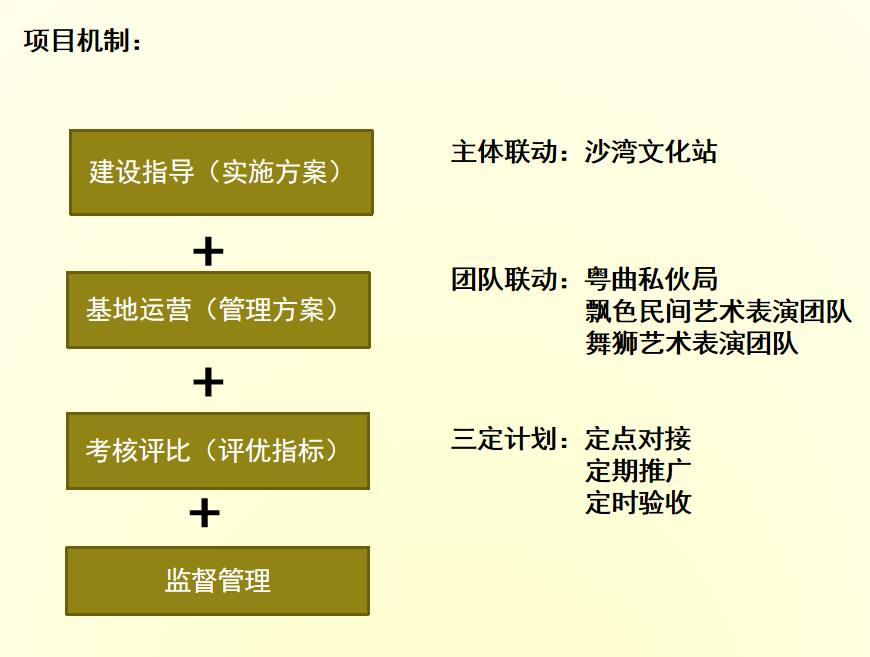 项目机制：
建设指导（实施方案）
+
基地运营（管理方案）
+
考核评比（评优指标）
+
监督管理
主体联动：沙湾文化站
团队联动：粤曲私伙局
飘色民间艺术表演团队
舞狮艺术表演团队
三定计划：定点对接
定期推广
定时验收